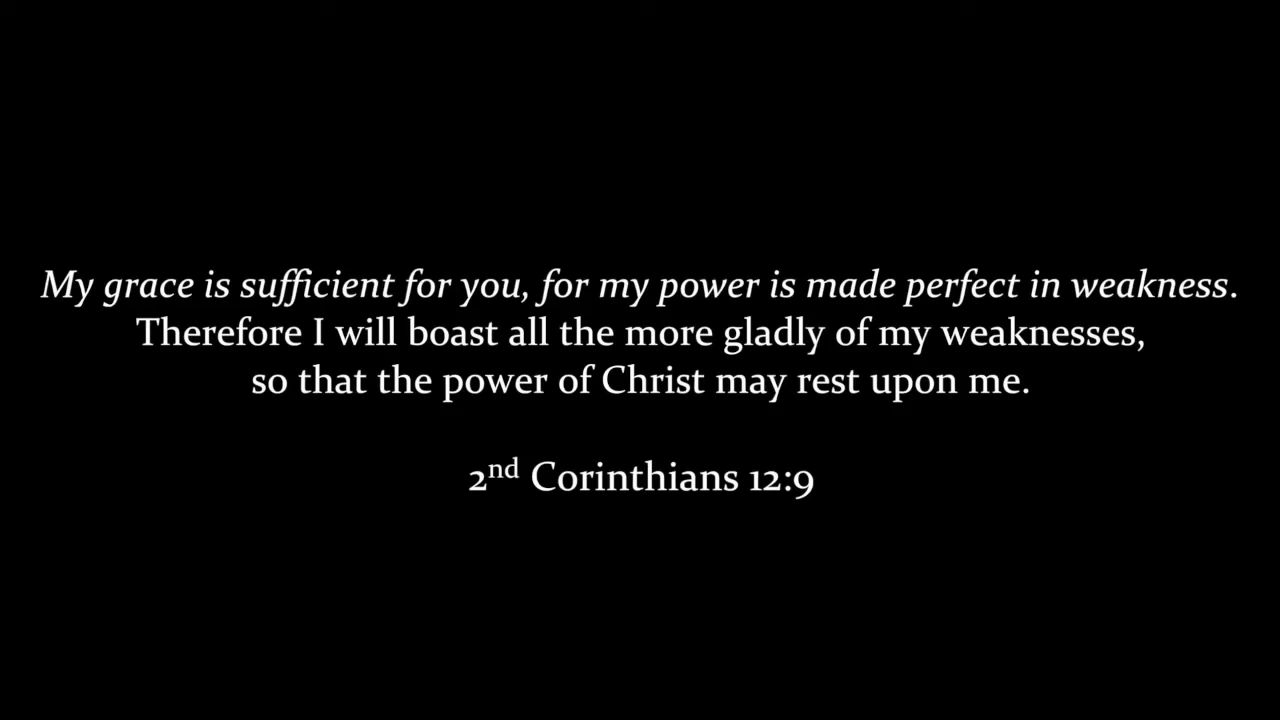 My grace is sufficient for you, for my power is made perfect in weakness.
Therefore I will boast all the more gladly of my weaknesses,
so that the power of Christ may rest upon me.
2nd Corinthians 12:9